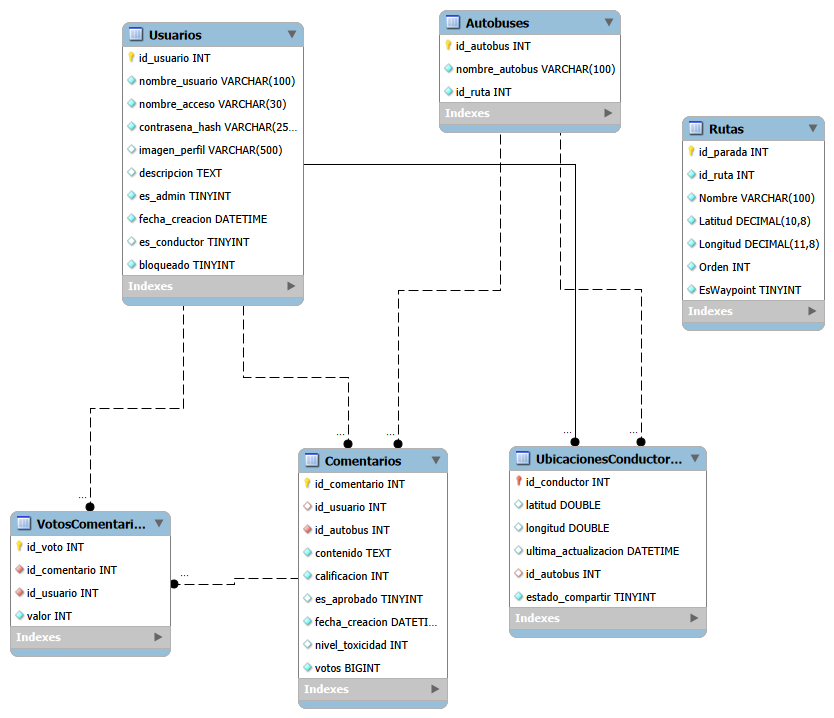 Usuarios
id_usuario INT
nombre_usuario VARCHAR(100)
nombre_acceso VARCHAR(30)
contrasena_hash VARCHAR(25...
imagen_perfil VARCHAR(500)
descripcion TEXT
es_admin TINYINT
fecha_creacion DATETIME
es_conductor TINYINT
bloqueado TINYINT
Indexes
Autobuses
id_autobus INT
nombre_autobus VARCHAR(100)
id_ruta INT
Indexes
Rutas
id_parada INT
id_ruta INT
Nombre VARCHAR(100)
Latitud DECIMAL(10,8)
Longitud DECIMAL(11,8)
Orden INT
EsWaypoint TINYINT
Indexes
...
...
...
...
...
...
VotosComentari...
id_voto INT
id_comentario INT
id_usuario INT
valor INT
Indexes
Comentarios
id_comentario INT
id_usuario INT
id_autobus INT
contenido TEXT
calificacion INT
es_aprobado TINYINT
fecha_creacion DATETI...
nivel_toxicidad INT
votos BIGINT
Indexes
UbicacionesConductor...
id_conductor INT
latitud DOUBLE
longitud DOUBLE
ultima_actualizacion DATETIME
id_autobus INT
estado_compartir TINYINT
Indexes